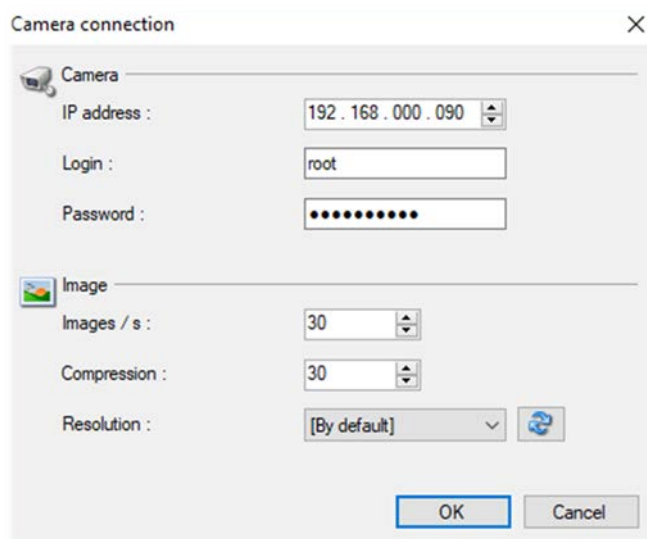 Camera connection
Camera
IP address :
192 . 168 . 000 . 090
Login :
root
Password :
••••••••••
Image
Images / s :
30
Compression :
30
Resolution :
[By default]
OK
Cancel